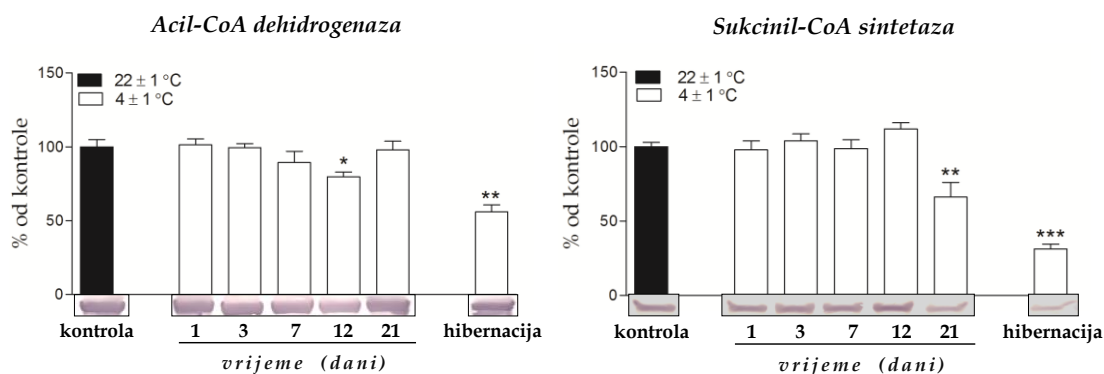 Acil-CoA dehidrogenaza
150
22 ± 1 °C
4 ± 1 °C
100
50
0
% od kontrole
*
**
kontrola
1 3 7 12 21
hibernacija
vrijeme (dani)
Sukcinil-CoA sintetaza
150
22 ± 1 °C
4 ± 1 °C
100
50
0
% od kontrole
**
***
kontrola
1 3 7 12 21
hibernacija
vrijeme (dani)